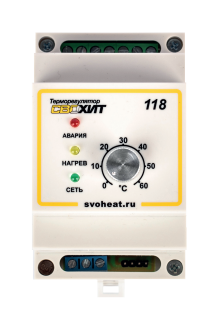 Терморегулятор
СВОХИТ 118
АВАРИЯ
НАГРЕВ
СЕТЬ
0 10 20 30 40 50 60
°C
svoheat.ru